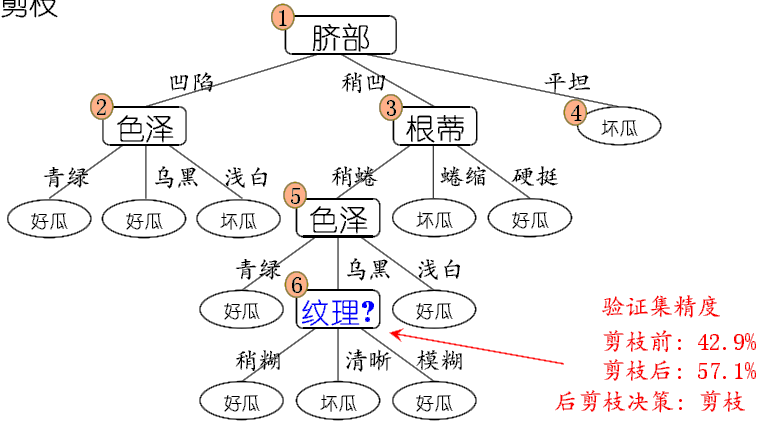 剪枝
1
脐部
凹陷 稍凹 平坦
2 3 4
色泽 根蒂 坏瓜
青绿 乌黑 浅白 稍蜷 蜷缩 硬挺
5
好瓜 好瓜 坏瓜 色泽 坏瓜 好瓜
青绿 乌黑 浅白
6
好瓜 纹理? 好瓜
验证集精度
剪枝前: 42.9%
稍糊 清晰 模糊
剪枝后: 57.1%
好瓜 坏瓜 好瓜
后剪枝决策: 剪枝